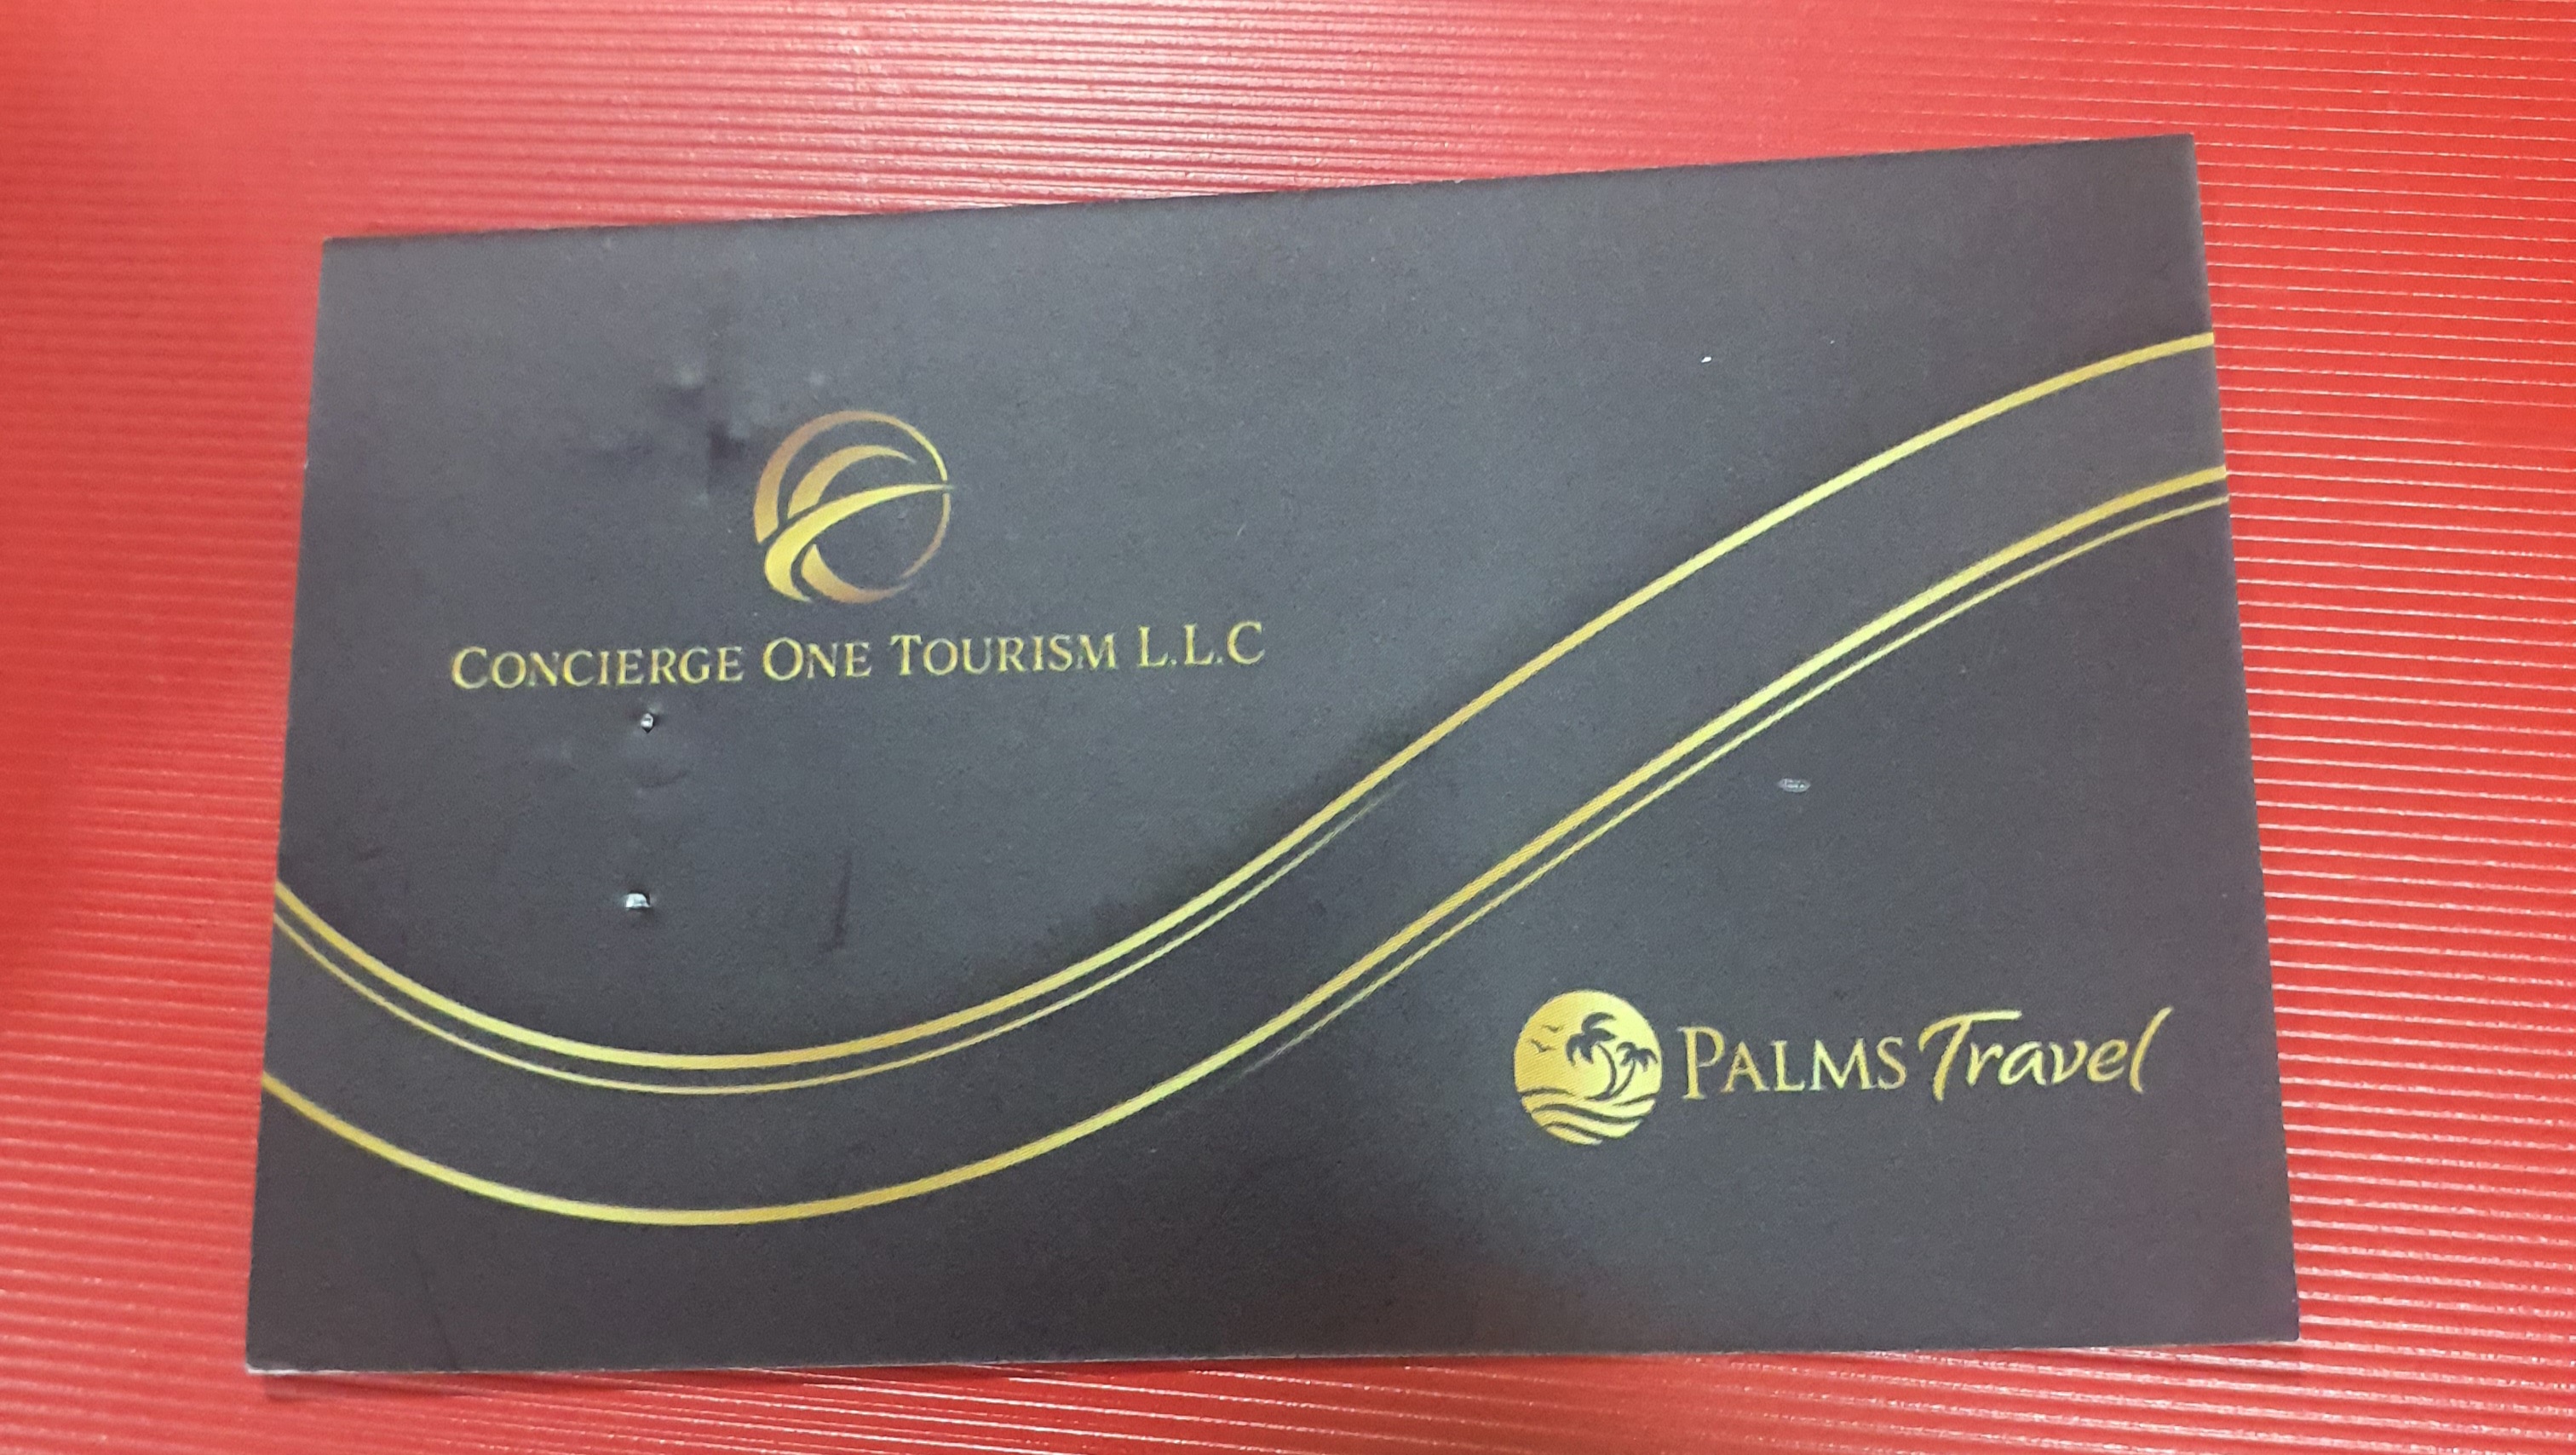 CONCIERGE ONE TOURISM L.L.C
PALMS Travel